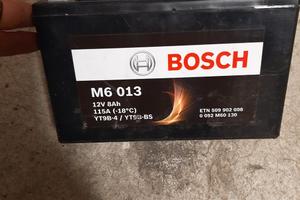 BOSCH
M6 013
12V 8Ah
115A (-18°C)
YT9B-4 / YT9B-BS
ETN 509 902 008
0 092 M60 130